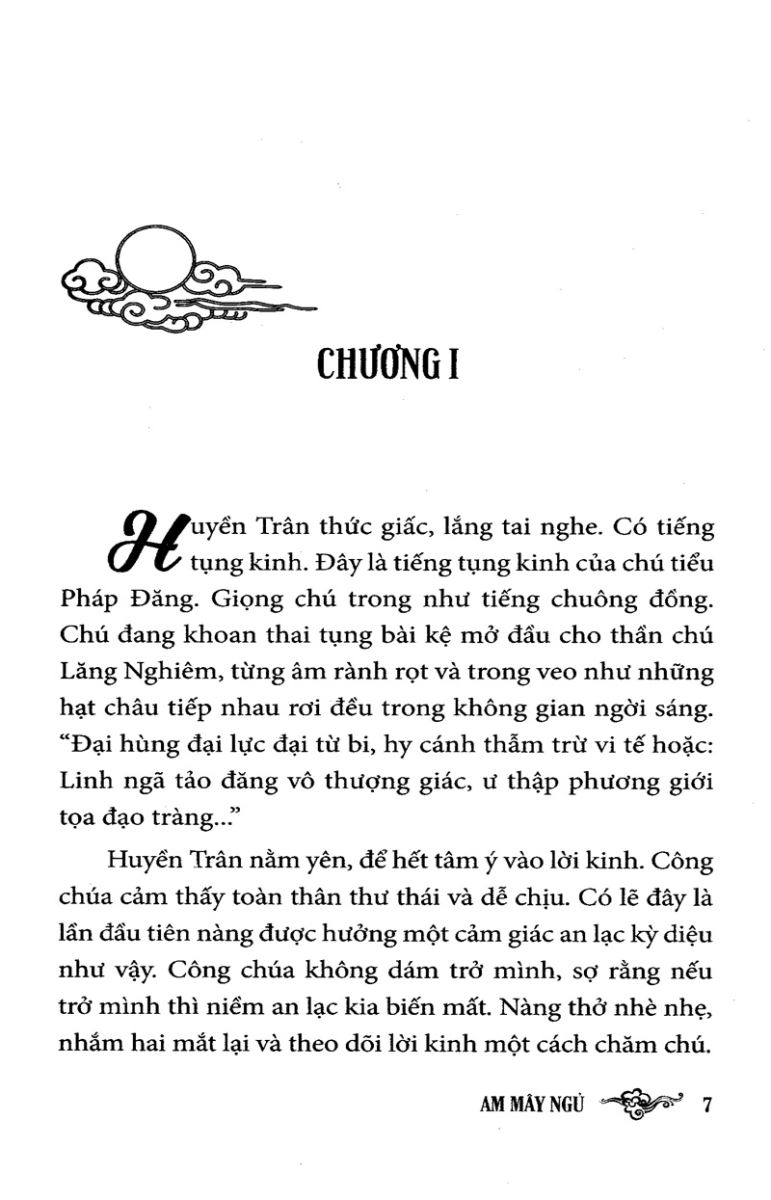 CHƯƠNG I
Huyền Trân thức giấc, lắng tai nghe. Có tiếng
tụng kinh. Đây là tiếng tụng kinh của chú tiểu
Pháp Đăng. Giọng chú trong như tiếng chuông đồng.
Chú đang khoan thai tụng bài kệ mở đầu cho thần chú
Lăng Nghiêm, từng âm rành rọt và trong veo như những
hạt châu tiếp nhau rơi đều trong không gian ngời sáng.
“Đại hùng đại lực đại từ bi, hy cánh thẫm trừ vi tế hoặc:
Linh ngã tảo đăng vô thượng giác, ư thập phương giới
tọa đạo tràng...”
Huyền Trân nằm yên, để hết tâm ý vào lời kinh. Công
chúa cảm thấy toàn thân thư thái và dễ chịu. Có lẽ đây là
lần đầu tiên nàng được hưởng một cảm giác an lạc kỳ diệu
như vậy. Công chúa không dám trở mình, sợ rằng nếu
trở mình thì niềm an lạc kia biến mất. Nàng thở nhè nhẹ,
nhắm hai mắt lại và theo dõi lời kinh một cách chăm chú.
AM MÂY NGỦ 7